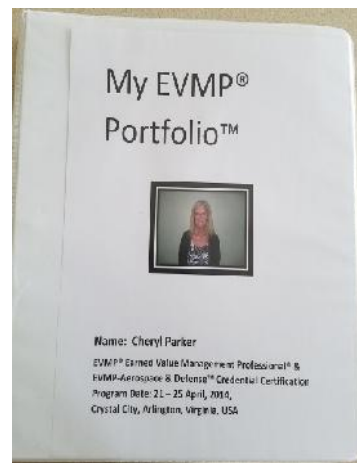 My EVMP®
Portfolio™
Name: Cheryl Parker
EVMP® Earned Value Management Professional® &
EVMP-Aerospace & Defense™ Credential Certification
Program Date: 21 – 25 April, 2014,
Crystal City, Arlington, Virginia, USA